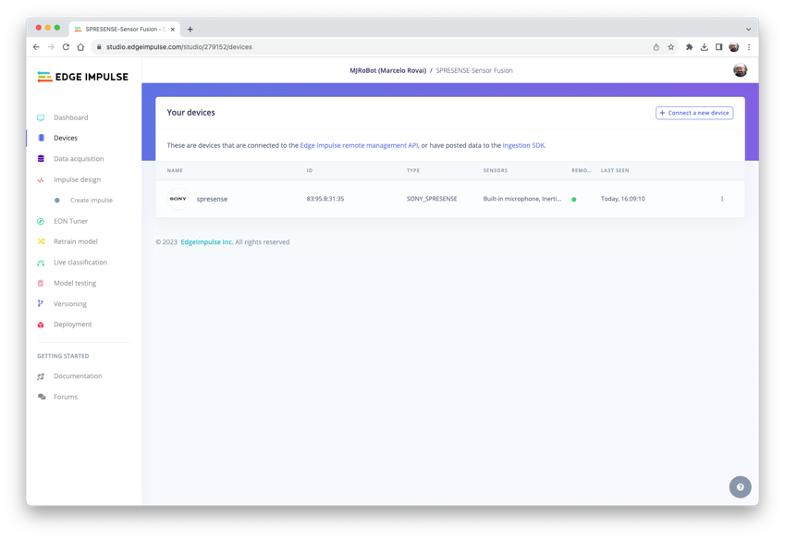 SPRESENSE-Sensor Fusion - E
studio.edgeimpulse.com/studio/279152/devices
EDGE IMPULSE
MJRoBot (Marcelo Rovai) / SPRESENSE-Sensor Fusion
Dashboard
Devices
Data acquisition
Impulse design
Create impulse
EON Tuner
Retrain model
Live classification
Model testing
Versioning
Deployment
GETTING STARTED
Documentation
Forums
Your devices
+ Connect a new device
These are devices that are connected to the Edge Impulse remote management API, or have posted data to the ingestion SDK.
NAME ID TYPE SENSORS REMO... LAST SEEN
SONY spresense 83:95:8:31:35 SONY_SPRESENSE Built-in microphone, Inerti... Today, 16:09:10
© 2023 EdgeImpulse Inc. All rights reserved